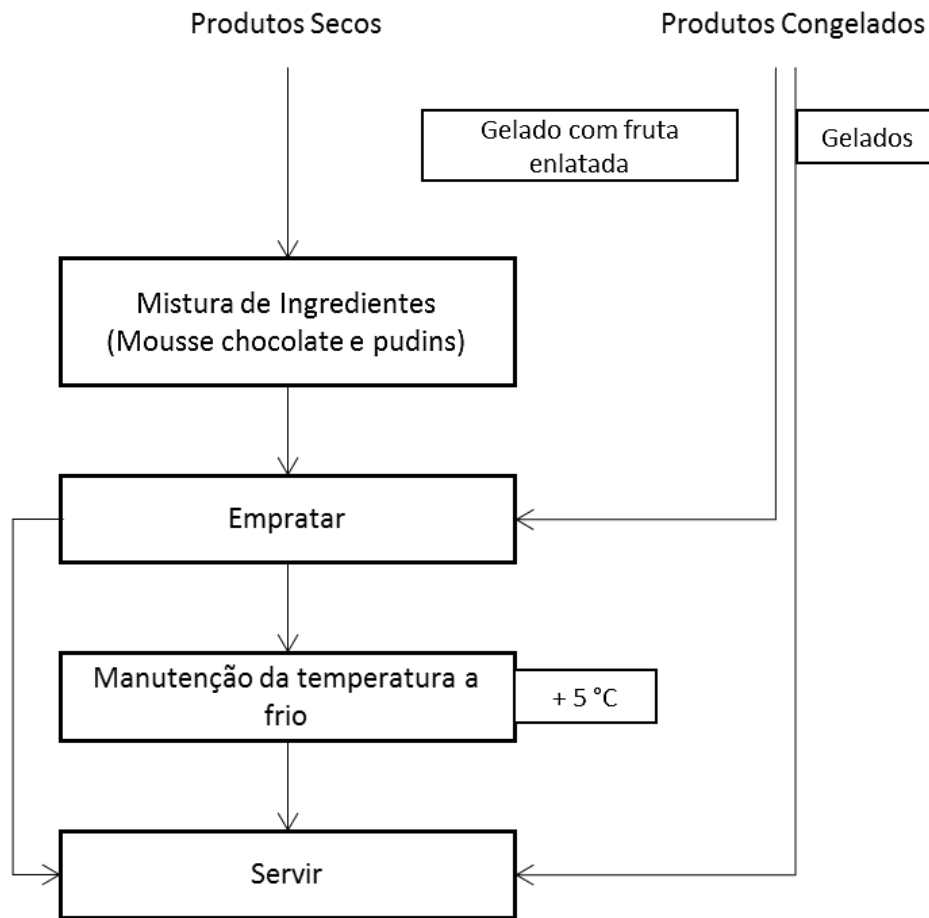 Produtos Secos
Produtos Congelados
Gelado com fruta
enlatada
Gelados
Mistura de Ingredientes
(Mousse chocolate e pudins)
Empratar
Manutenção da temperatura a
frio
+ 5 °C
Servir